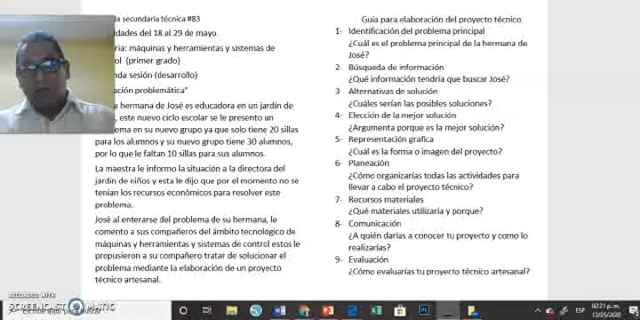 la secundaria técnica #83
idades del 18 al 29 de mayo
ria: máquinas y herramientas y sistemas de
ol (primer grado)
nda sesión (desarrollo)
ación problemática"
a hermana de José es educadora en un jardín de
, este nuevo ciclo escolar se le presento un
ema en su nuevo grupo ya que solo tiene 20 sillas
para los alumnos y su nuevo grupo tiene 30 alumnos,
por lo que le faltan 10 sillas para sus alumnos.
La maestra le informo la situación a la directora del
jardín de niños y esta le dijo que por el momento no se
tenían los recursos económicos para resolver este
problema.
José al enterarse del problema de su hermana, le
comento a sus compañeros del ámbito tecnológico de
máquinas y herramientas y sistemas de control estos le
propusieron a su compañero tratar de solucionar el
problema mediante la elaboración de un proyecto
técnico artesanal.
Guía para elaboración del proyecto técnico
1- Identificación del problema principal
¿Cuál es el problema principal de la hermana de
José?
2- Búsqueda de información
¿Qué información tendría que buscar José?
3- Alternativas de solución
¿Cuáles serían las posibles soluciones?
4- Elección de la mejor solución
¿Argumenta porque es la mejor solución?
5- Representación grafica
¿Cuál es la forma o imagen del proyecto?
6- Planeación
¿Cómo organizarías todas las actividades para
llevar a cabo el proyecto técnico?
7- Recursos materiales
¿Qué materiales utilizaría y porque?
8- Comunicación
¿A quién darías a conocer tu proyecto y como lo
realizarías?
9- Evaluación
¿Cómo evaluarías tu proyecto técnico artesanal?
RECORDED WITH
SCREENCAST-O-MATIC
ESP
02:21 p. m.
13/05/2020